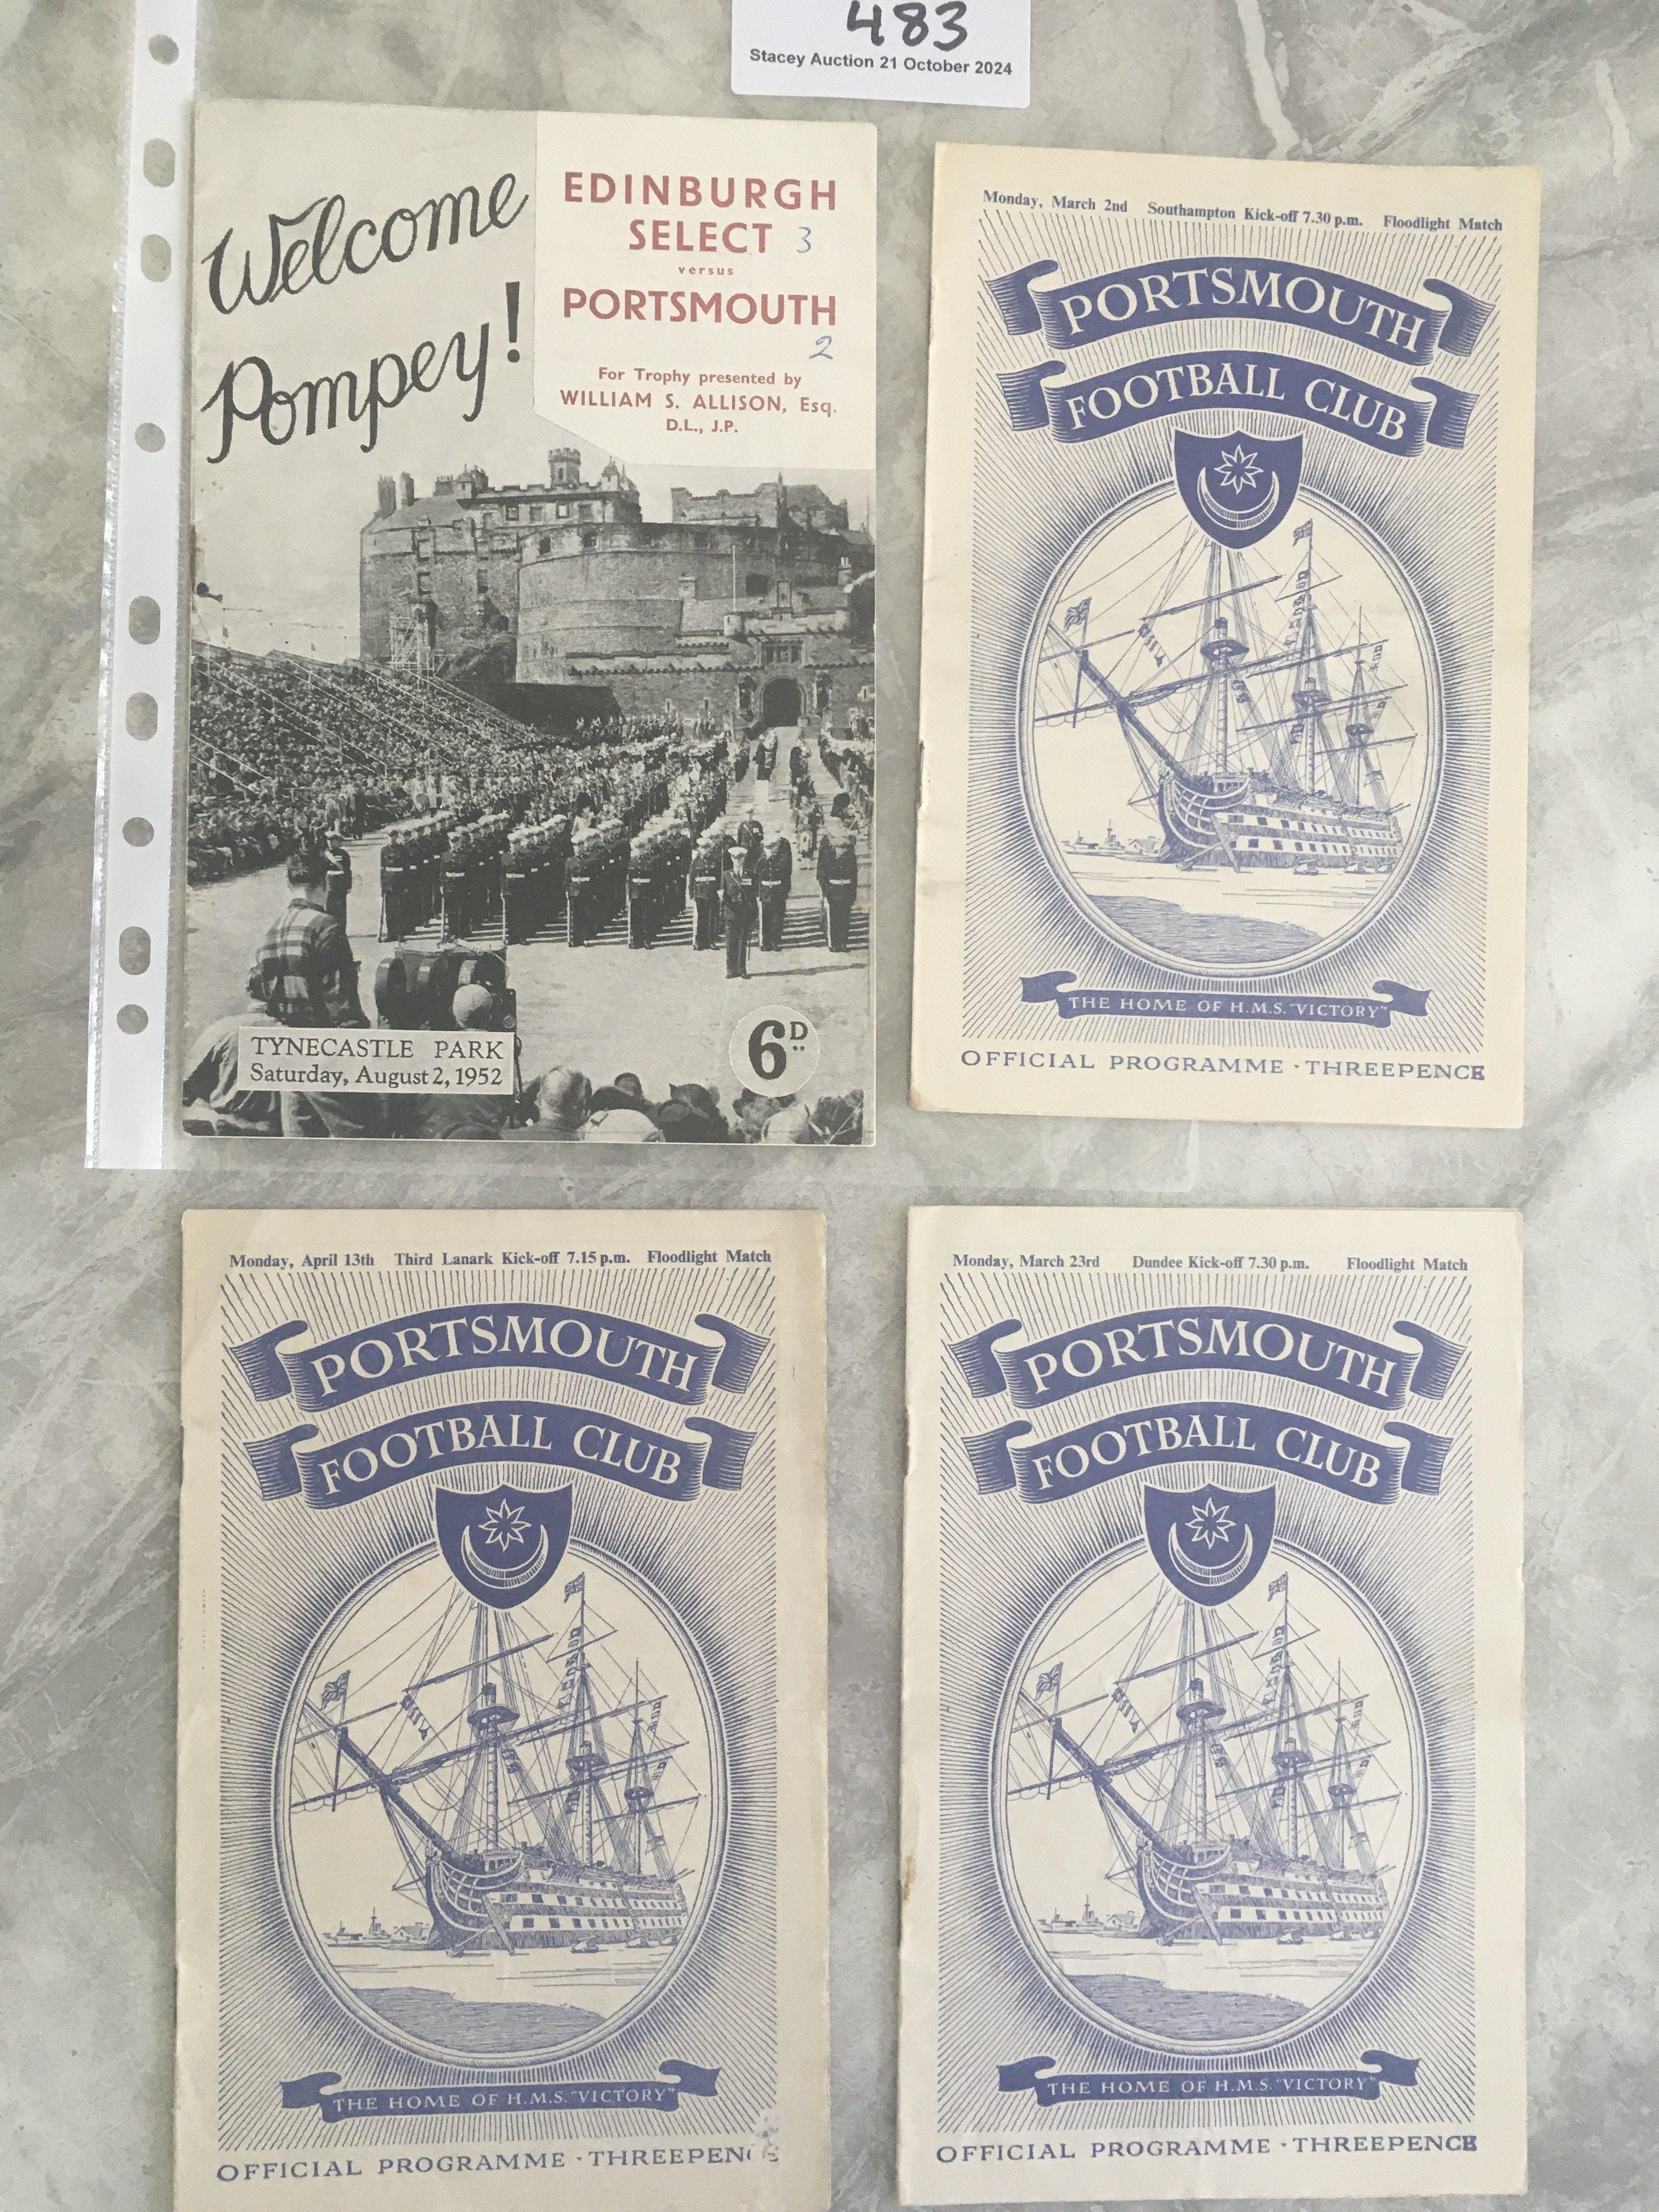 483
Stacey Auction 21 October 2024
Welcome
Pompey!
EDINBURGH
SELECT 3
versus
PORTSMOUTH
2
For Trophy presented by
WILLIAM S. ALLISON, Esq.
D.L., J.P.
TYNECASTLE PARK
Saturday, August 2, 1952
6D
Monday, March 2nd Southampton Kick-off 7.30 p.m. Floodlight Match
PORTSMOUTH
FOOTBALL CLUB
THE HOME OF H.M.S. "VICTORY"
OFFICIAL PROGRAMME · THREEPENCE
Monday, April 13th Third Lanark Kick-off 7.15 p.m. Floodlight Match
PORTSMOUTH
FOOTBALL CLUB
THE HOME OF H.M.S. "VICTORY"
OFFICIAL PROGRAMME · THREEPENCE
Monday, March 23rd Dundee Kick-off 7.30 p.m. Floodlight Match
PORTSMOUTH
FOOTBALL CLUB
THE HOME OF H.M.S. "VICTORY"
OFFICIAL PROGRAMME · THREEPENCE